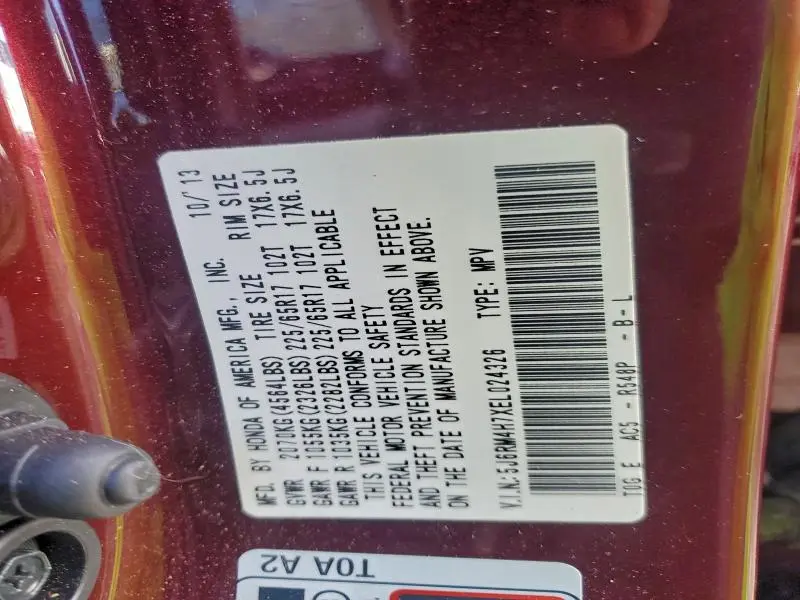 MFD. BY HONDA OF AMERICA MFG., INC. 10/'13
GVWR 2070KG(4564LBS) TIRE SIZE RIM SIZE
GAWR F 1055KG(2326LBS)225/65R17 102T 17X6.5J
GAWR R 1035KG(2282LBS)225/65R17 102T 17X6.5J
THIS VEHICLE CONFORMS TO ALL APPLICABLE
FEDERAL MOTOR VEHICLE SAFETY
AND THEFT PREVENTION STANDARDS IN EFFECT
ON THE DATE OF MANUFACTURE SHOWN ABOVE.
V.I.N.:5J6RM4H7XEL024326 TYPE: MPV
T0G E AC5 - R548P -B-L
T0A A2